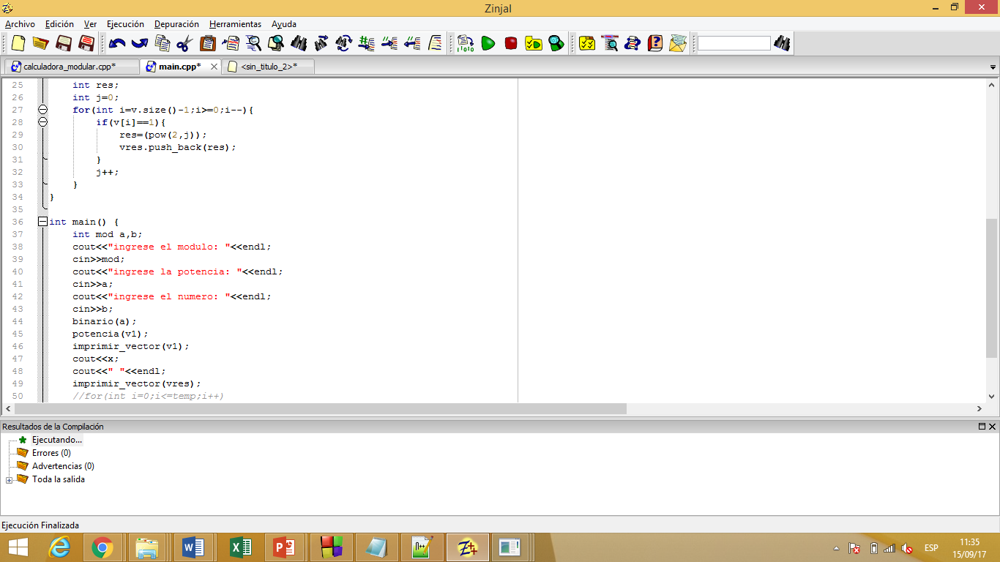 Zinjal
Archivo Edición Ver Ejecución Depuración Herramientas Ayuda
calculadora_modular.cpp* main.cpp* <sin_titulo_2>*
25 int res;
26 int j=0;
27 for(int i=v.size()-1;i>=0;i--){
28 if(v[i]==1){
29 res=(pow(2,j));
30 vres.push_back(res);
31 }
32 j++;
33 }
34 }
35
36 int main() {
37 int mod a,b;
38 cout<<"ingrese el modulo: "<<endl;
39 cin>>mod;
40 cout<<"ingrese la potencia: "<<endl;
41 cin>>a;
42 cout<<"ingrese el numero: "<<endl;
43 cin>>b;
44 binario(a);
45 potencia(v1);
46 imprimir_vector(v1);
47 cout<<x;
48 cout<<" "<<endl;
49 imprimir_vector(vres);
50 //for(int i=0;i<=temp;i++)
Resultados de la Compilación
Ejecutando...
Errores (0)
Advertencias (0)
Toda la salida
Ejecución Finalizada
ESP
11:35
15/09/17